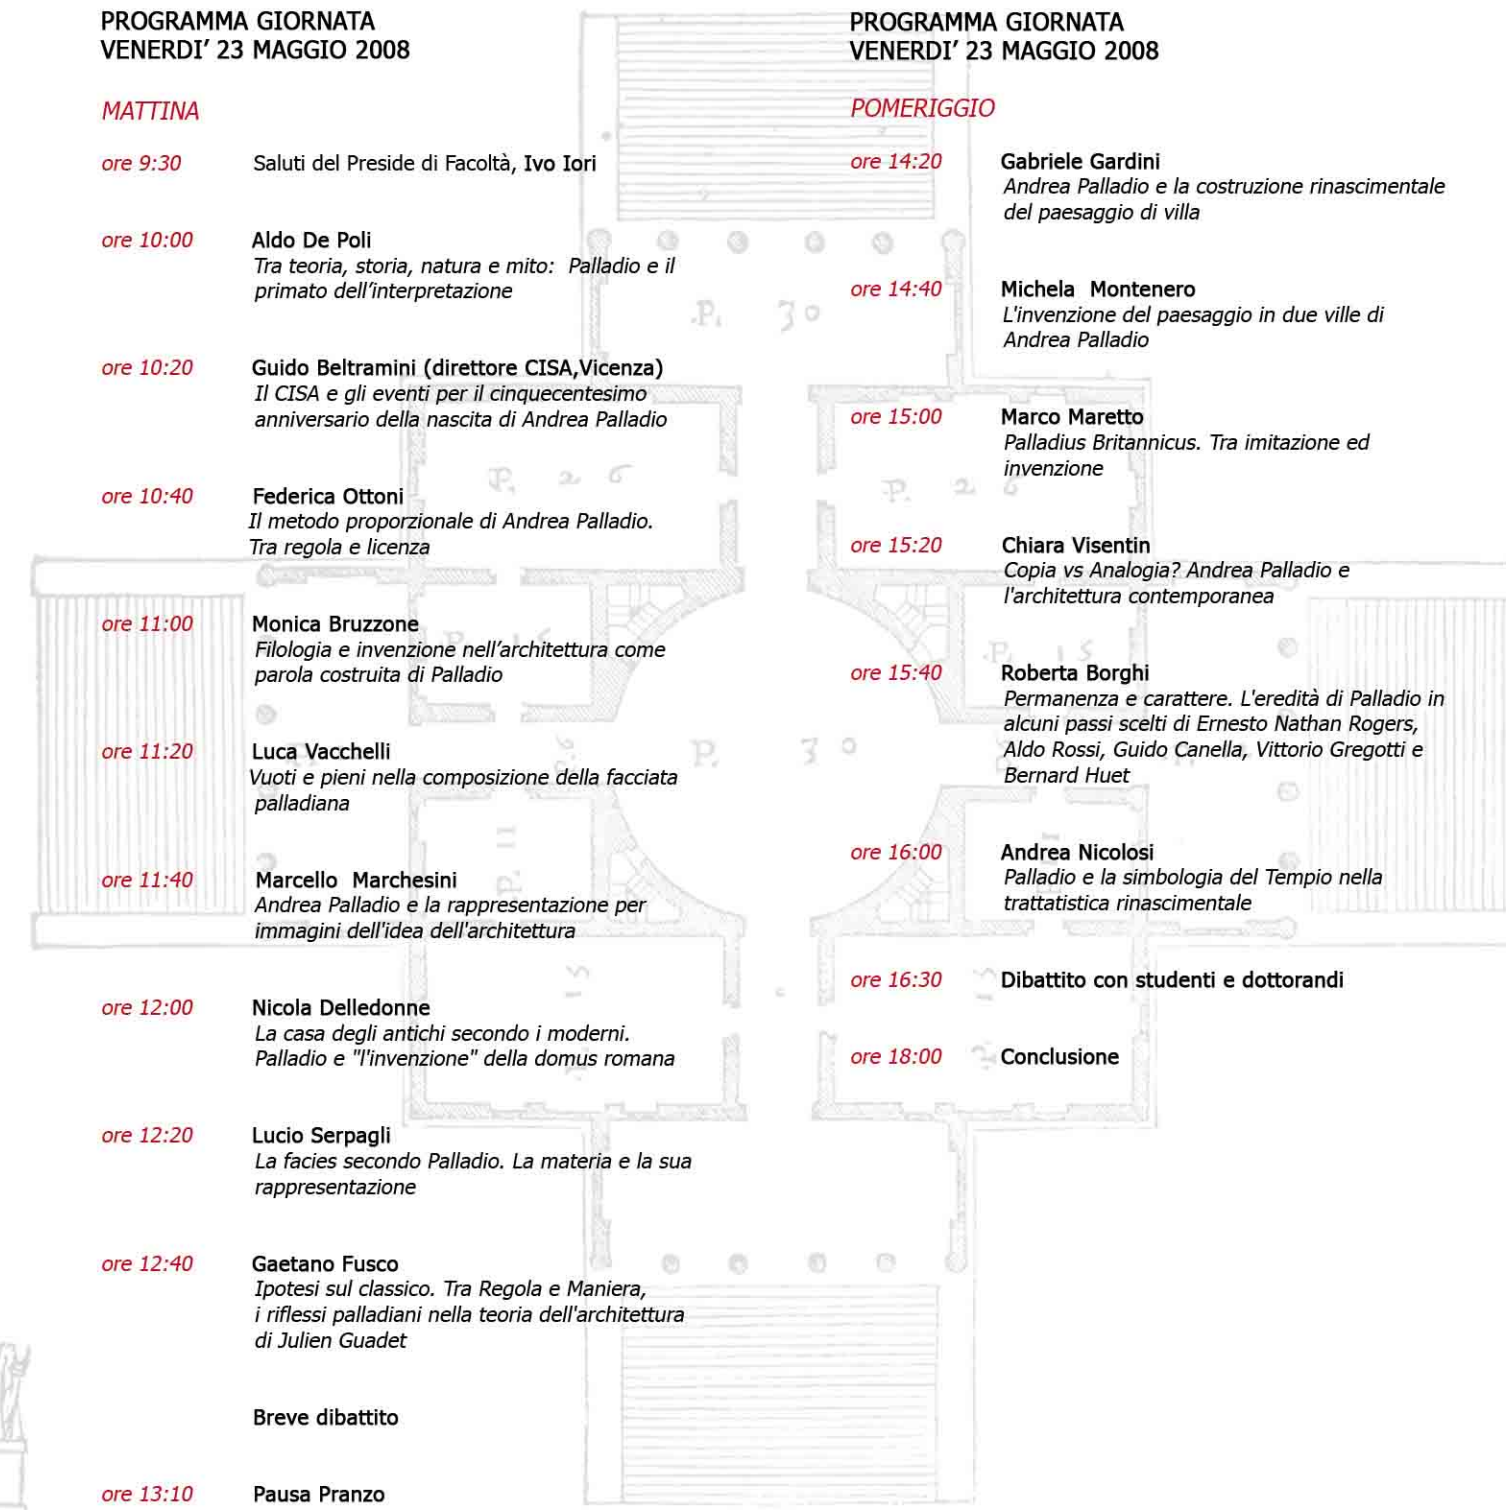 PROGRAMMA GIORNATA
VENERDI’ 23 MAGGIO 2008
MATTINA
ore 9:30 Saluti del Preside di Facoltà, Ivo Iori
ore 10:00 Aldo De Poli
Tra teoria, storia, natura e mito: Palladio e il
primato dell’interpretazione
ore 10:20 Guido Beltramini (direttore CISA,Vicenza)
Il CISA e gli eventi per il cinquecentesimo
anniversario della nascita di Andrea Palladio
ore 10:40 Federica Ottoni
Il metodo proporzionale di Andrea Palladio.
Tra regola e licenza
ore 11:00 Monica Bruzzone
Filologia e invenzione nell’architettura come
parola costruita di Palladio
ore 11:20 Luca Vacchelli
Vuoti e pieni nella composizione della facciata
palladiana
ore 11:40 Marcello Marchesini
Andrea Palladio e la rappresentazione per
immagini dell'idea dell'architettura
ore 12:00 Nicola Delledonne
La casa degli antichi secondo i moderni.
Palladio e "l'invenzione" della domus romana
ore 12:20 Lucio Serpagli
La facies secondo Palladio. La materia e la sua
rappresentazione
ore 12:40 Gaetano Fusco
Ipotesi sul classico. Tra Regola e Maniera,
i riflessi palladiani nella teoria dell'architettura
di Julien Guadet
Breve dibattito
ore 13:10 Pausa Pranzo
PROGRAMMA GIORNATA
VENERDI’ 23 MAGGIO 2008
POMERIGGIO
ore 14:20 Gabriele Gardini
Andrea Palladio e la costruzione rinascimentale
del paesaggio di villa
ore 14:40 Michela Montenero
L'invenzione del paesaggio in due ville di
Andrea Palladio
ore 15:00 Marco Maretto
Palladius Britannicus. Tra imitazione ed
invenzione
ore 15:20 Chiara Visentin
Copia vs Analogia? Andrea Palladio e
l'architettura contemporanea
ore 15:40 Roberta Borghi
Permanenza e carattere. L'eredità di Palladio in
alcuni passi scelti di Ernesto Nathan Rogers,
Aldo Rossi, Guido Canella, Vittorio Gregotti e
Bernard Huet
ore 16:00 Andrea Nicolosi
Palladio e la simbologia del Tempio nella
trattatistica rinascimentale
ore 16:30 Dibattito con studenti e dottorandi
ore 18:00 Conclusione
.P. 30
P. 26
.P. 26
.P. 15
P. 30
P. 11